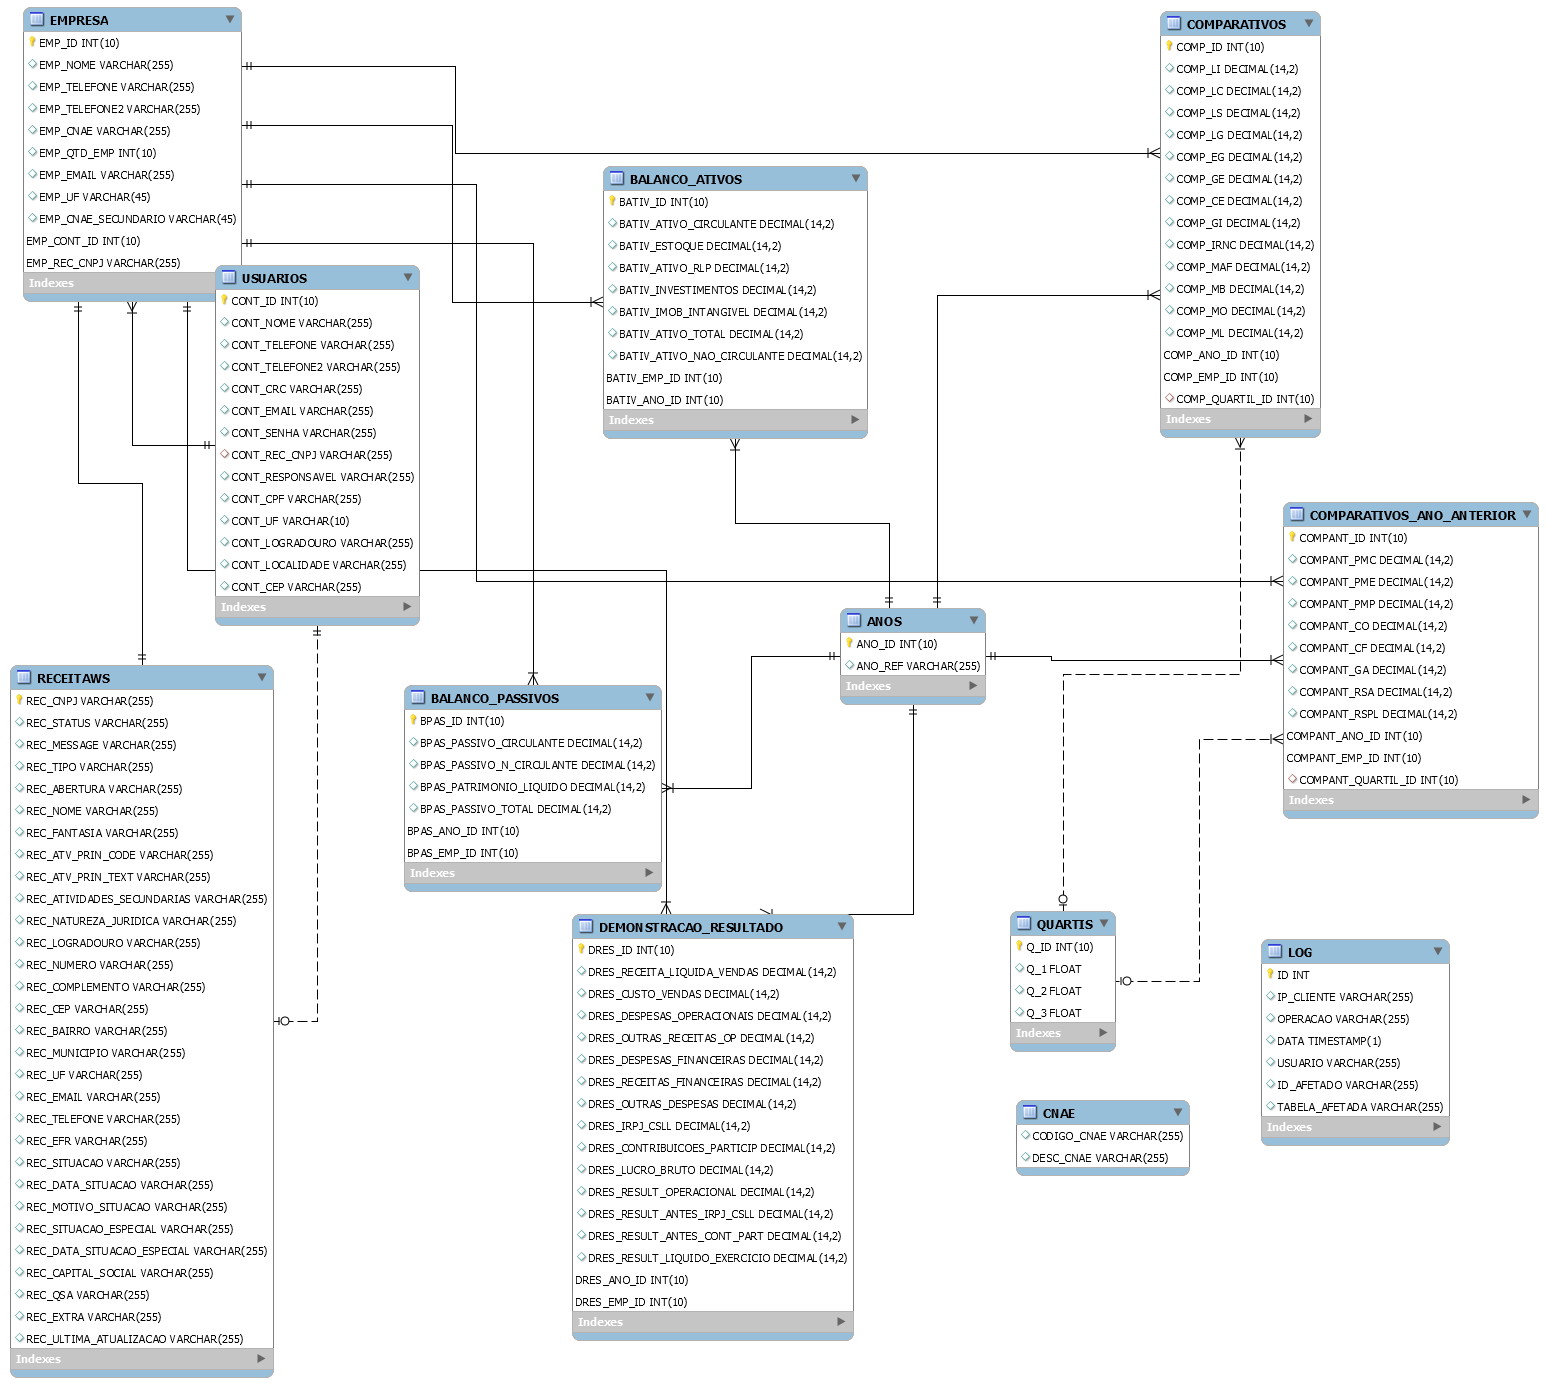 EMPRESA
EMP_ID INT(10)
EMP_NOME VARCHAR(255)
EMP_TELEFONE VARCHAR(255)
EMP_TELEFONE2 VARCHAR(255)
EMP_CNAE VARCHAR(255)
EMP_QTD_EMP INT(10)
EMP_EMAIL VARCHAR(255)
EMP_UF VARCHAR(45)
EMP_CNAE_SECUNDARIO VARCHAR(45)
EMP_CONT_ID INT(10)
EMP_REC_CNPJ VARCHAR(255)
Indexes
USUARIOS
CONT_ID INT(10)
CONT_NOME VARCHAR(255)
CONT_TELEFONE VARCHAR(255)
CONT_TELEFONE2 VARCHAR(255)
CONT_CRC VARCHAR(255)
CONT_EMAIL VARCHAR(255)
CONT_SENHA VARCHAR(255)
CONT_REC_CNPJ VARCHAR(255)
CONT_RESPONSAVEL VARCHAR(255)
CONT_CPF VARCHAR(255)
CONT_UF VARCHAR(10)
CONT_LOGRADOURO VARCHAR(255)
CONT_LOCALIDADE VARCHAR(255)
CONT_CEP VARCHAR(255)
Indexes
BALANCO_ATIVOS
BATIV_ID INT(10)
BATIV_ATIVO_CIRCULANTE DECIMAL(14,2)
BATIV_ESTOQUE DECIMAL(14,2)
BATIV_ATIVO_RLP DECIMAL(14,2)
BATIV_INVESTIMENTOS DECIMAL(14,2)
BATIV_IMOB_INTANGIVEL DECIMAL(14,2)
BATIV_ATIVO_TOTAL DECIMAL(14,2)
BATIV_ATIVO_NAO_CIRCULANTE DECIMAL(14,2)
BATIV_EMP_ID INT(10)
BATIV_ANO_ID INT(10)
Indexes
COMPARATIVOS
COMP_ID INT(10)
COMP_LI DECIMAL(14,2)
COMP_LC DECIMAL(14,2)
COMP_LS DECIMAL(14,2)
COMP_LG DECIMAL(14,2)
COMP_EG DECIMAL(14,2)
COMP_GE DECIMAL(14,2)
COMP_CE DECIMAL(14,2)
COMP_GI DECIMAL(14,2)
COMP_IRNC DECIMAL(14,2)
COMP_MAF DECIMAL(14,2)
COMP_MB DECIMAL(14,2)
COMP_MO DECIMAL(14,2)
COMP_ML DECIMAL(14,2)
COMP_ANO_ID INT(10)
COMP_EMP_ID INT(10)
COMP_QUARTIL_ID INT(10)
Indexes
COMPARATIVOS_ANO_ANTERIOR
COMPANT_ID INT(10)
COMPANT_PMC DECIMAL(14,2)
COMPANT_PME DECIMAL(14,2)
COMPANT_PMP DECIMAL(14,2)
COMPANT_CO DECIMAL(14,2)
COMPANT_CF DECIMAL(14,2)
COMPANT_GA DECIMAL(14,2)
COMPANT_RSA DECIMAL(14,2)
COMPANT_RSPL DECIMAL(14,2)
COMPANT_ANO_ID INT(10)
COMPANT_EMP_ID INT(10)
COMPANT_QUARTIL_ID INT(10)
Indexes
ANOS
ANO_ID INT(10)
ANO_REF VARCHAR(255)
Indexes
RECEITAWS
REC_CNPJ VARCHAR(255)
REC_STATUS VARCHAR(255)
REC_MESSAGE VARCHAR(255)
REC_TIPO VARCHAR(255)
REC_ABERTURA VARCHAR(255)
REC_NOME VARCHAR(255)
REC_FANTASIA VARCHAR(255)
REC_ATV_PRIN_CODE VARCHAR(255)
REC_ATV_PRIN_TEXT VARCHAR(255)
REC_ATIVIDADES_SECUNDARIAS VARCHAR(255)
REC_NATUREZA_JURIDICA VARCHAR(255)
REC_LOGRADOURO VARCHAR(255)
REC_NUMERO VARCHAR(255)
REC_COMPLEMENTO VARCHAR(255)
REC_CEP VARCHAR(255)
REC_BAIRRO VARCHAR(255)
REC_MUNICIPIO VARCHAR(255)
REC_UF VARCHAR(255)
REC_EMAIL VARCHAR(255)
REC_TELEFONE VARCHAR(255)
REC_EFR VARCHAR(255)
REC_SITUACAO VARCHAR(255)
REC_DATA_SITUACAO VARCHAR(255)
REC_MOTIVO_SITUACAO VARCHAR(255)
REC_SITUACAO_ESPECIAL VARCHAR(255)
REC_DATA_SITUACAO_ESPECIAL VARCHAR(255)
REC_CAPITAL_SOCIAL VARCHAR(255)
REC_QSA VARCHAR(255)
REC_EXTRA VARCHAR(255)
REC_ULTIMA_ATUALIZACAO VARCHAR(255)
Indexes
BALANCO_PASSIVOS
BPAS_ID INT(10)
BPAS_PASSIVO_CIRCULANTE DECIMAL(14,2)
BPAS_PASSIVO_N_CIRCULANTE DECIMAL(14,2)
BPAS_PATRIMONIO_LIQUIDO DECIMAL(14,2)
BPAS_PASSIVO_TOTAL DECIMAL(14,2)
BPAS_ANO_ID INT(10)
BPAS_EMP_ID INT(10)
Indexes
DEMONSTRACAO_RESULTADO
DRES_ID INT(10)
DRES_RECEITA_LIQUIDA_VENDAS DECIMAL(14,2)
DRES_CUSTO_VENDAS DECIMAL(14,2)
DRES_DESPESAS_OPERACIONAIS DECIMAL(14,2)
DRES_OUTRAS_RECEITAS_OP DECIMAL(14,2)
DRES_DESPESAS_FINANCEIRAS DECIMAL(14,2)
DRES_RECEITAS_FINANCEIRAS DECIMAL(14,2)
DRES_OUTRAS_DESPESAS DECIMAL(14,2)
DRES_IRPJ_CSLL DECIMAL(14,2)
DRES_CONTRIBUICOES_PARTICIP DECIMAL(14,2)
DRES_LUCRO_BRUTO DECIMAL(14,2)
DRES_RESULT_OPERACIONAL DECIMAL(14,2)
DRES_RESULT_ANTES_IRPJ_CSLL DECIMAL(14,2)
DRES_RESULT_ANTES_CONT_PART DECIMAL(14,2)
DRES_RESULT_LIQUIDO_EXERCICIO DECIMAL(14,2)
DRES_ANO_ID INT(10)
DRES_EMP_ID INT(10)
Indexes
QUARTIS
Q_ID INT(10)
Q_1 FLOAT
Q_2 FLOAT
Q_3 FLOAT
Indexes
CNAE
CODIGO_CNAE VARCHAR(255)
DESC_CNAE VARCHAR(255)
LOG
ID INT
IP_CLIENTE VARCHAR(255)
OPERACAO VARCHAR(255)
DATA TIMESTAMP(1)
USUARIO VARCHAR(255)
ID_AFETADO VARCHAR(255)
TABELA_AFETADA VARCHAR(255)
Indexes